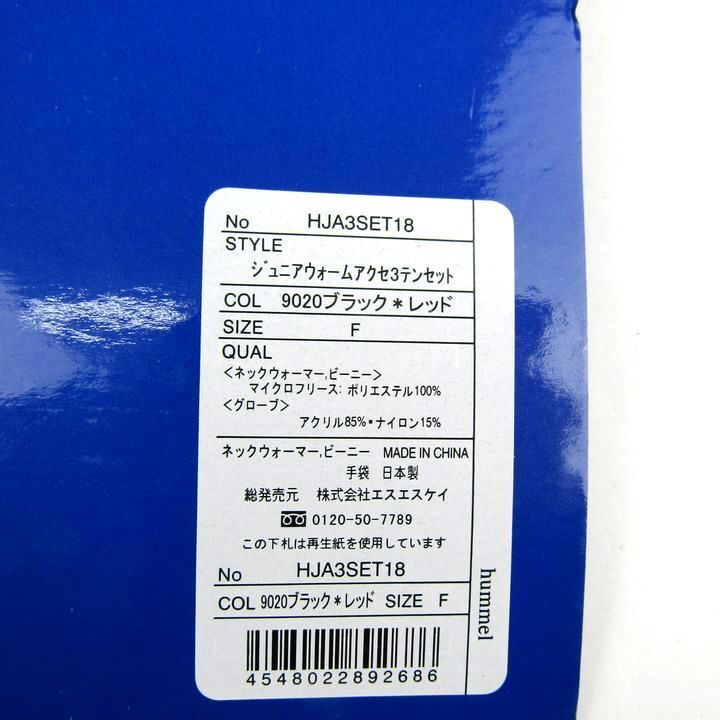 No HJA3SET18
STYLE
ジュニアウォームアクセ3テンセット
COL 9020ブラック*レッド
SIZE F
QUAL
<ネックウォーマー,ビーニー>
マイクロフリース: ポリエステル100%
<グローブ>
アクリル85%・ナイロン15%
ネックウォーマー,ビーニー MADE IN CHINA
手袋 日本製
総発売元 株式会社エスエスケイ
0120-50-7789
この下札は再生紙を使用しています
No HJA3SET18
COL 9020ブラック*レッド SIZE F
4548022892686
hummel